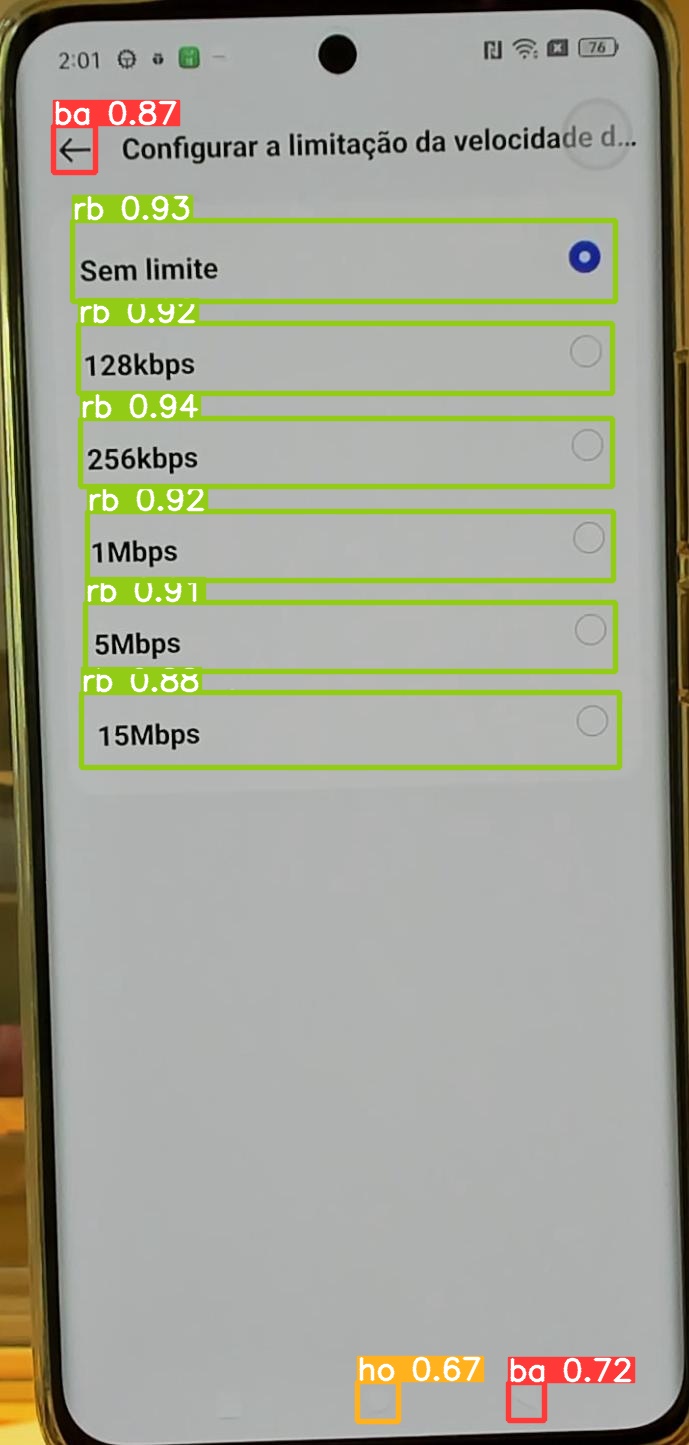 2:01
76
ba 0.87
Configurar a limitação da velocidade d...
rb 0.93
Sem limite
rb 0.92
128kbps
rb 0.94
256kbps
rb 0.92
1Mbps
rb 0.91
5Mbps
rb 0.88
15Mbps
ho 0.67
ba 0.72